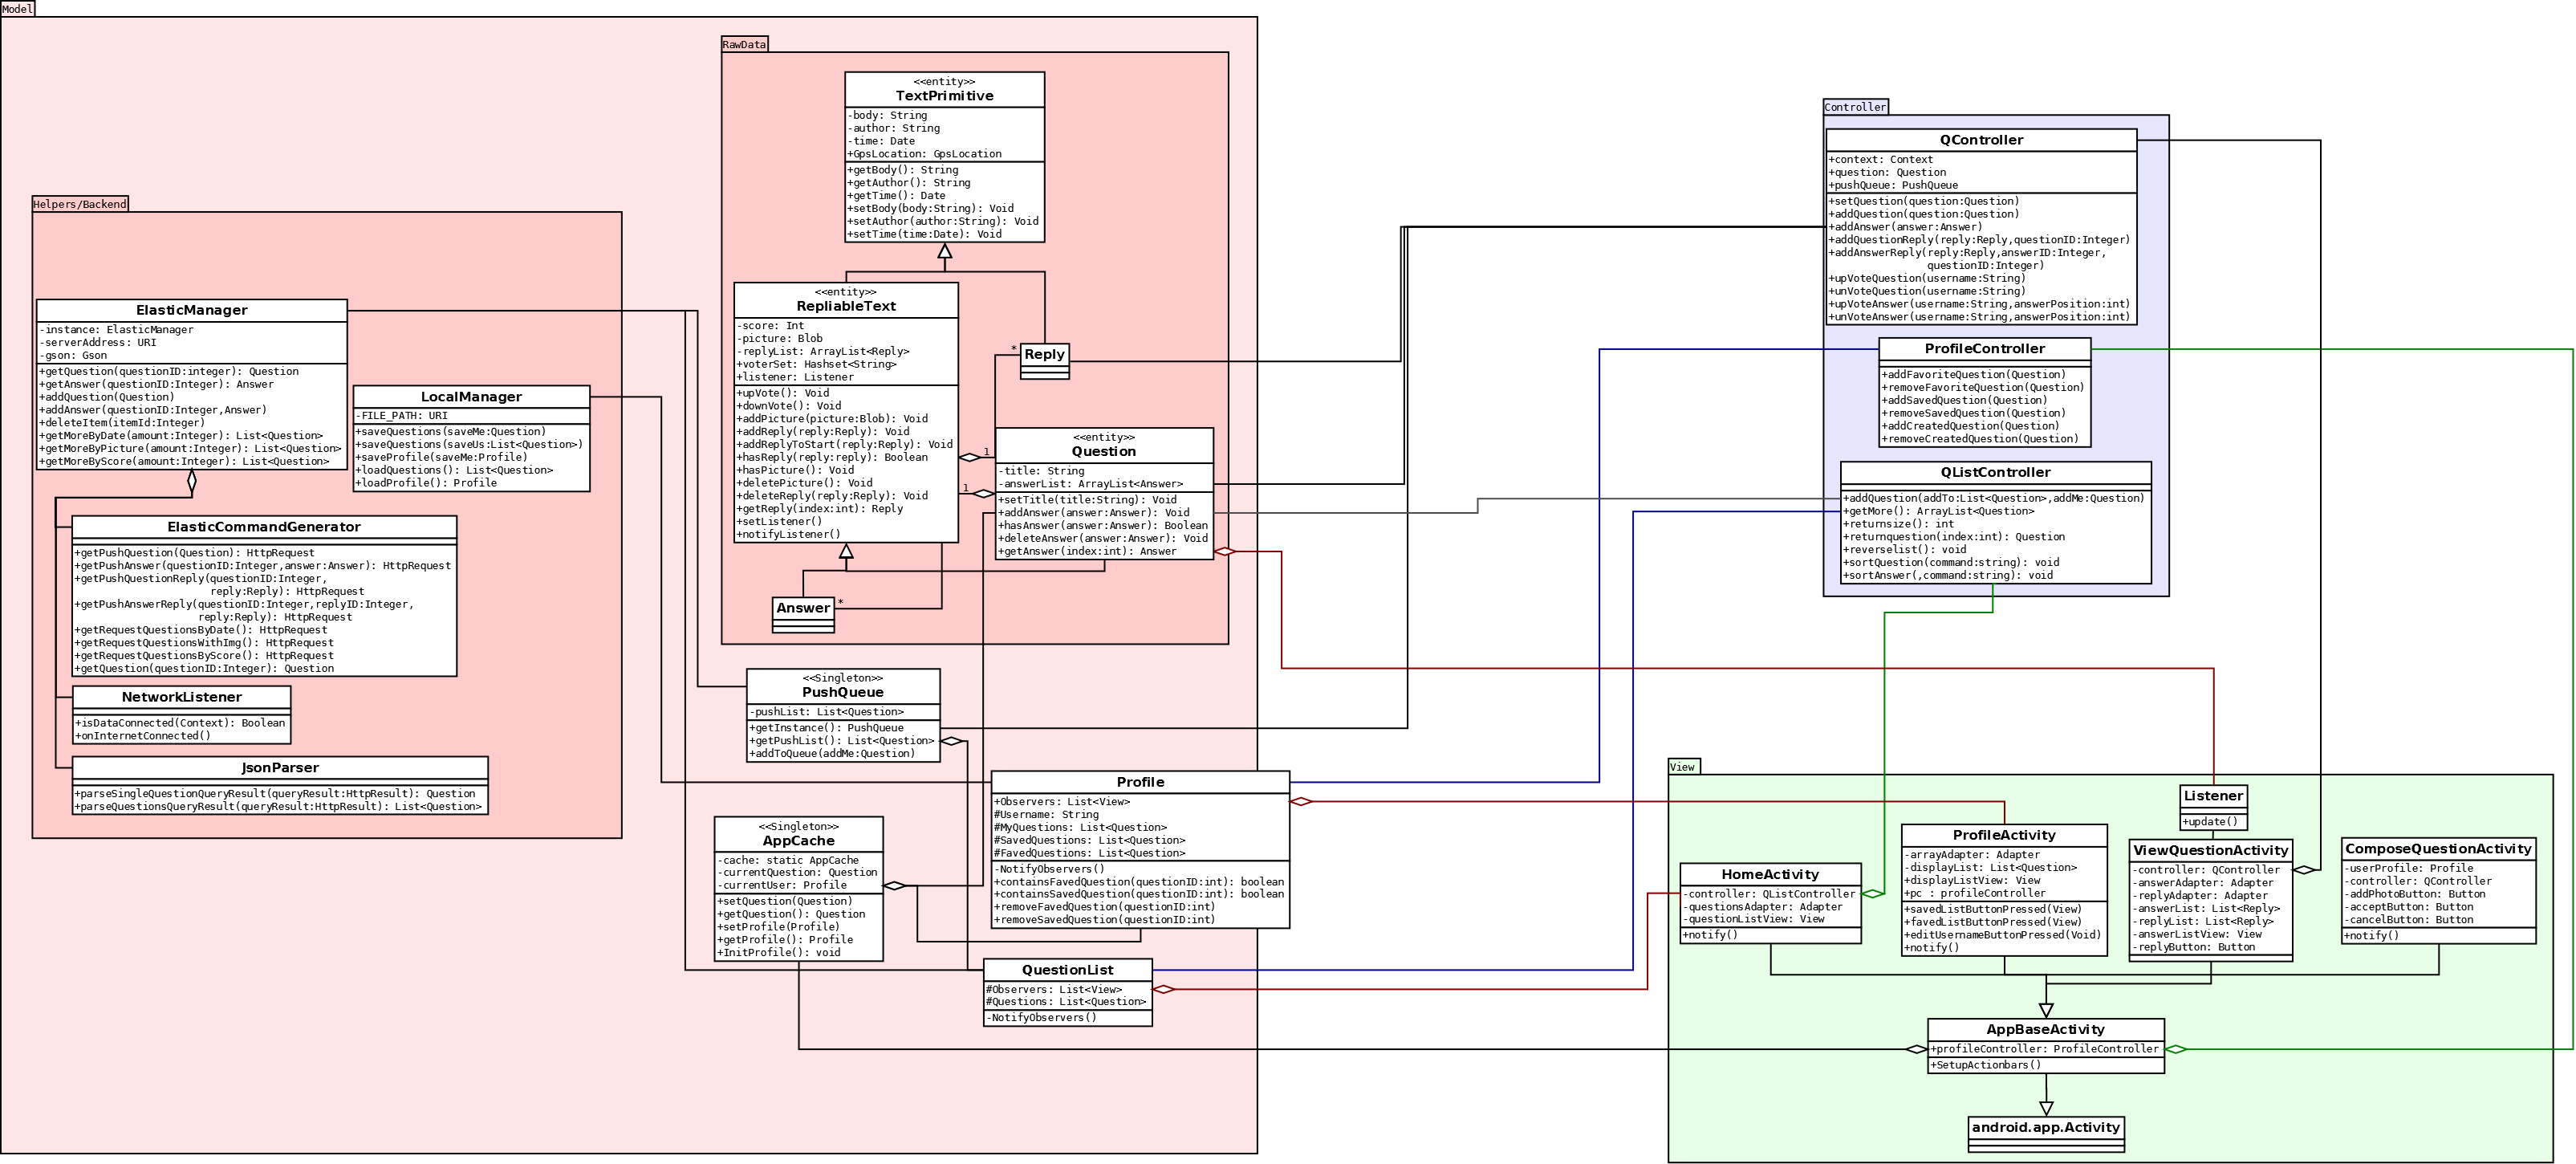 Model
RawData
<<entity>>
TextPrimitive
-body: String
-author: String
-time: Date
+GpsLocation: GpsLocation
+getBody(): String
+getAuthor(): String
+getTime(): Date
+setBody(body:String): Void
+setAuthor(author:String): Void
+setTime(time:Date): Void
<<entity>>
RepliableText
-score: Int
-picture: Blob
-replyList: ArrayList<Reply>
+voterSet: Hashset<String>
+listener: Listener
+upVote(): Void
+downVote(): Void
+addPicture(picture:Blob): Void
+addReply(reply:Reply): Void
+addReplyToStart(reply:Reply): Void
+hasReply(reply:reply): Boolean
+hasPicture(): Void
+deletePicture(): Void
+deleteReply(reply:Reply): Void
+getReply(index:int): Reply
+setListener()
+notifyListener()
*
Reply
1
1
<<entity>>
Question
-title: String
-answerList: ArrayList<Answer>
+setTitle(title:String): Void
+addAnswer(answer:Answer): Void
+hasAnswer(answer:Answer): Boolean
+deleteAnswer(answer:Answer): Void
+getAnswer(index:int): Answer
Answer
*
Helpers/Backend
ElasticManager
-instance: ElasticManager
-serverAddress: URI
-gson: Gson
+getQuestion(questionID:integer): Question
+getAnswer(questionID:Integer): Answer
+addQuestion(Question)
+addAnswer(questionID:Integer,Answer)
+deleteItem(itemId:Integer)
+getMoreByDate(amount:Integer): List<Question>
+getMoreByPicture(amount:Integer): List<Question>
+getMoreByScore(amount:Integer): List<Question>
LocalManager
-FILE_PATH: URI
+saveQuestions(saveMe:Question)
+saveQuestions(saveUs:List<Question>)
+saveProfile(saveMe:Profile)
+loadQuestions(): List<Question>
+loadProfile(): Profile
ElasticCommandGenerator
+getPushQuestion(Question): HttpRequest
+getPushAnswer(questionID:Integer,answer:Answer): HttpRequest
+getPushQuestionReply(questionID:Integer,
reply:Reply): HttpRequest
+getPushAnswerReply(questionID:Integer,replyID:Integer,
reply:Reply): HttpRequest
+getRequestQuestionsByDate(): HttpRequest
+getRequestQuestionsWithImg(): HttpRequest
+getRequestQuestionsByScore(): HttpRequest
+getQuestion(questionID:Integer): Question
NetworkListener
+isDataConnected(Context): Boolean
+onInternetConnected()
JsonParser
+parseSingleQuestionQueryResult(queryResult:HttpResult): Question
+parseQuestionsQueryResult(queryResult:HttpResult): List<Question>
<<Singleton>>
PushQueue
-pushList: List<Question>
+getInstance(): PushQueue
+getPushList(): List<Question>
+addToQueue(addMe:Question)
<<Singleton>>
AppCache
-cache: static AppCache
-currentQuestion: Question
-currentUser: Profile
+setQuestion(Question)
+getQuestion(): Question
+setProfile(Profile)
+getProfile(): Profile
+InitProfile(): void
Profile
+Observers: List<View>
#Username: String
#MyQuestions: List<Question>
#SavedQuestions: List<Question>
#FavedQuestions: List<Question>
-NotifyObservers()
+containsFavedQuestion(questionID:int): boolean
+containsSavedQuestion(questionID:int): boolean
+removeFavedQuestion(questionID:int)
+removeSavedQuestion(questionID:int)
QuestionList
#Observers: List<View>
#Questions: List<Question>
-NotifyObservers()
Controller
QController
+context: Context
+question: Question
+pushQueue: PushQueue
+setQuestion(question:Question)
+addQuestion(question:Question)
+addAnswer(answer:Answer)
+addQuestionReply(reply:Reply,questionID:Integer)
+addAnswerReply(reply:Reply,answerID:Integer,
questionID:Integer)
+upVoteQuestion(username:String)
+unVoteQuestion(username:String)
+upVoteAnswer(username:String,answerPosition:int)
+unVoteAnswer(username:String,answerPosition:int)
ProfileController
+addFavoriteQuestion(Question)
+removeFavoriteQuestion(Question)
+addSavedQuestion(Question)
+removeSavedQuestion(Question)
+addCreatedQuestion(Question)
+removeCreatedQuestion(Question)
QListController
+addQuestion(addTo:List<Question>,addMe:Question)
+getMore(): ArrayList<Question>
+returnsize(): int
+returnquestion(index:int): Question
+reverselist(): void
+sortQuestion(command:string): void
+sortAnswer(,command:string): void
View
HomeActivity
-controller: QListController
-questionsAdapter: Adapter
-questionListView: View
+notify()
ProfileActivity
-arrayAdapter: Adapter
-displayList: List<Question>
+displayListView: View
+pc : profileController
+savedListButtonPressed(View)
+favedListButtonPressed(View)
+editUsernameButtonPressed(Void)
+notify()
Listener
+update()
ViewQuestionActivity
-controller: QController
-answerAdapter: Adapter
-replyAdapter: Adapter
-answerList: List<Reply>
-replyList: List<Reply>
-answerListView: View
-replyButton: Button
ComposeQuestionActivity
-userProfile: Profile
-controller: QController
-addPhotoButton: Button
-acceptButton: Button
-cancelButton: Button
+notify()
AppBaseActivity
+profileController: ProfileController
+SetupActionbars()
android.app.Activity